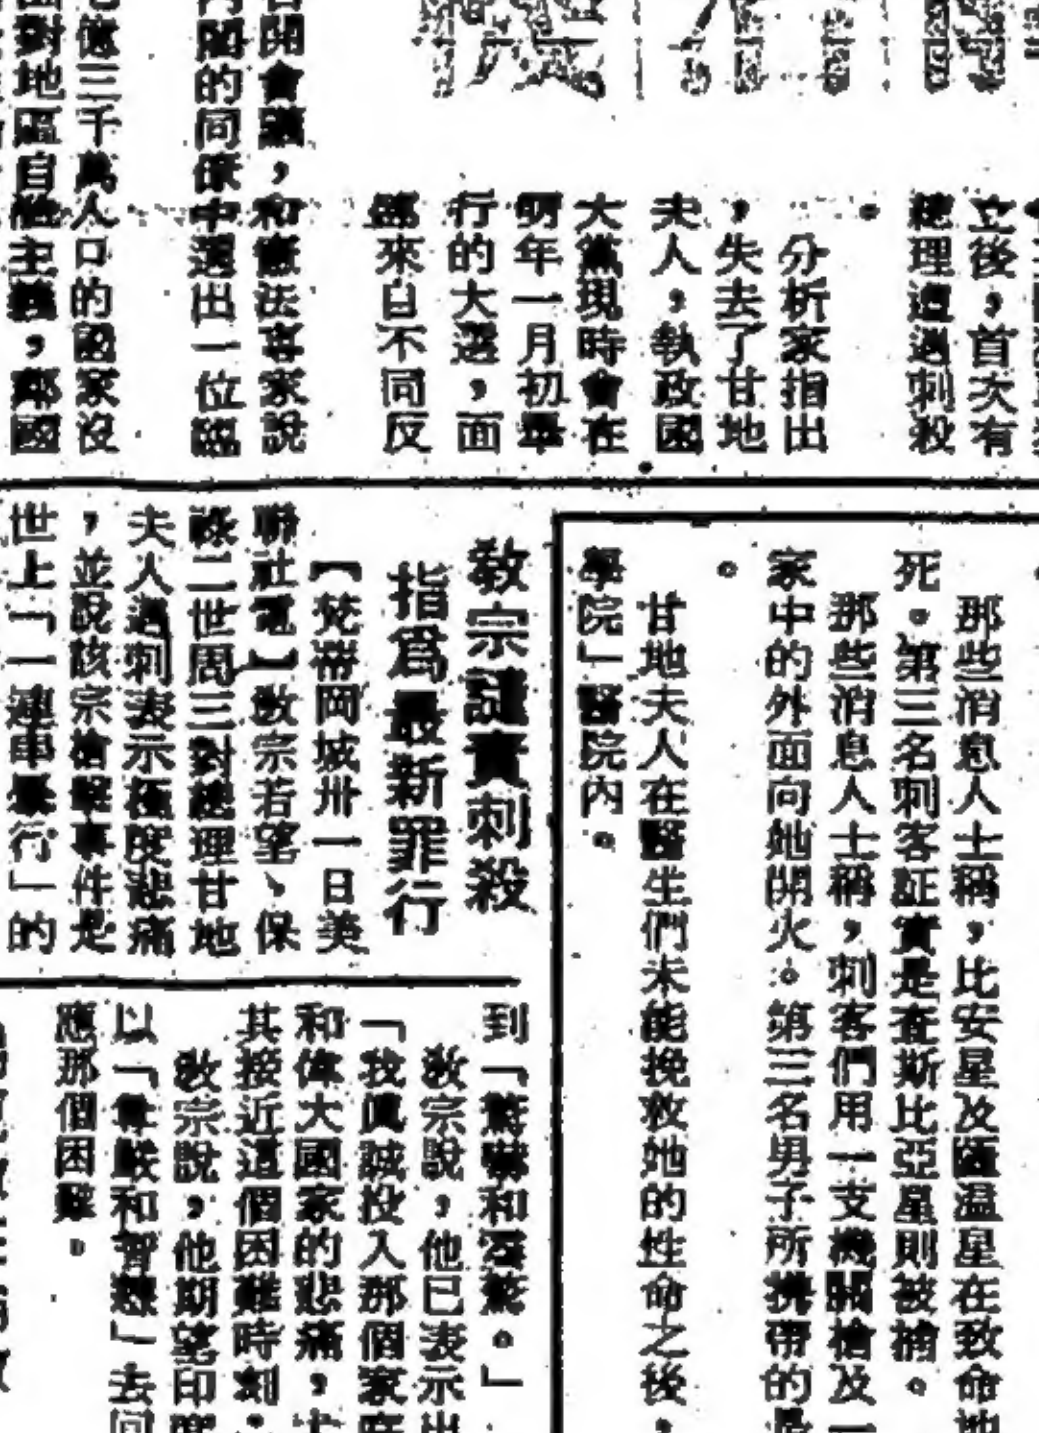 立後，首次有
總理遭遇刺殺
。
分析家指出
，失去了甘地
夫人，執政國
大黨現時會在
明年一月初舉
行的大選，面
臨來自不同反
召開會議，和憲法專家說
內閣的同僚中選出一位臨
七億三千萬人口的國家沒
面對地區自治主義，鄰國
那些消息人士稱，比安星及區温星在致命地
死。第三名刺客証實是查斯比亞星則被捕。
那些消息人士稱，刺客們用一支機關槍及一
家中的外面向她開火。第三名男子所携帶的是
。
甘地夫人在醫生們未能挽救她的性命之後，
學院」醫院內。
教宗譴責刺殺
指爲最新罪行
【梵蒂岡城卅一日美
聯社電】教宗若望、保
祿二世周三對總理甘地
夫人遇刺表示極度悲痛
，並說該宗槍擊事件是
世上「一連串暴行」的
到「驚嚇和震驚。」
教宗說，他已表示出
「我真誠投入那個家庭
和偉大國家的悲痛，尤
其接近這個困難時刻。
教宗說，他期望印度
以「尊嚴和智慧」去回
應那個困難。